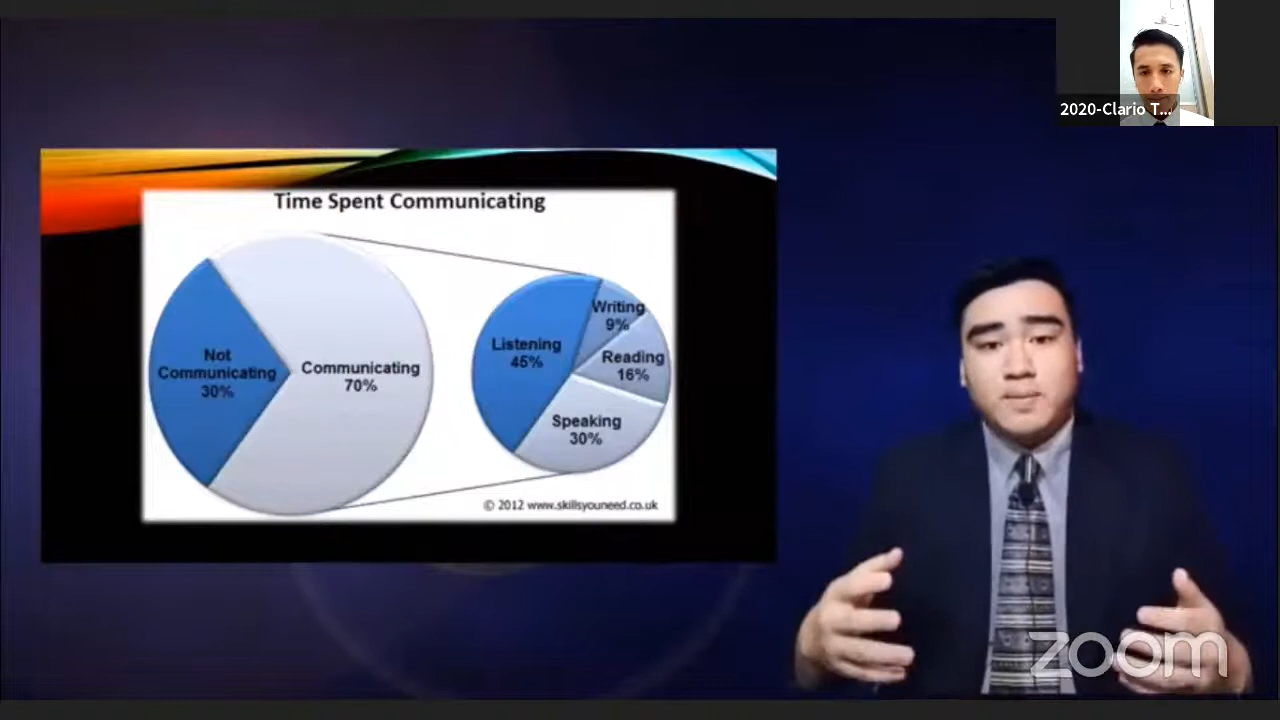 2020-Clario T...
Time Spent Communicating
Not
Communicating
30%
Communicating
70%
Listening
45%
Writing
9%
Reading
16%
Speaking
30%
© 2012 www.skillsyouneed.co.uk
zoom